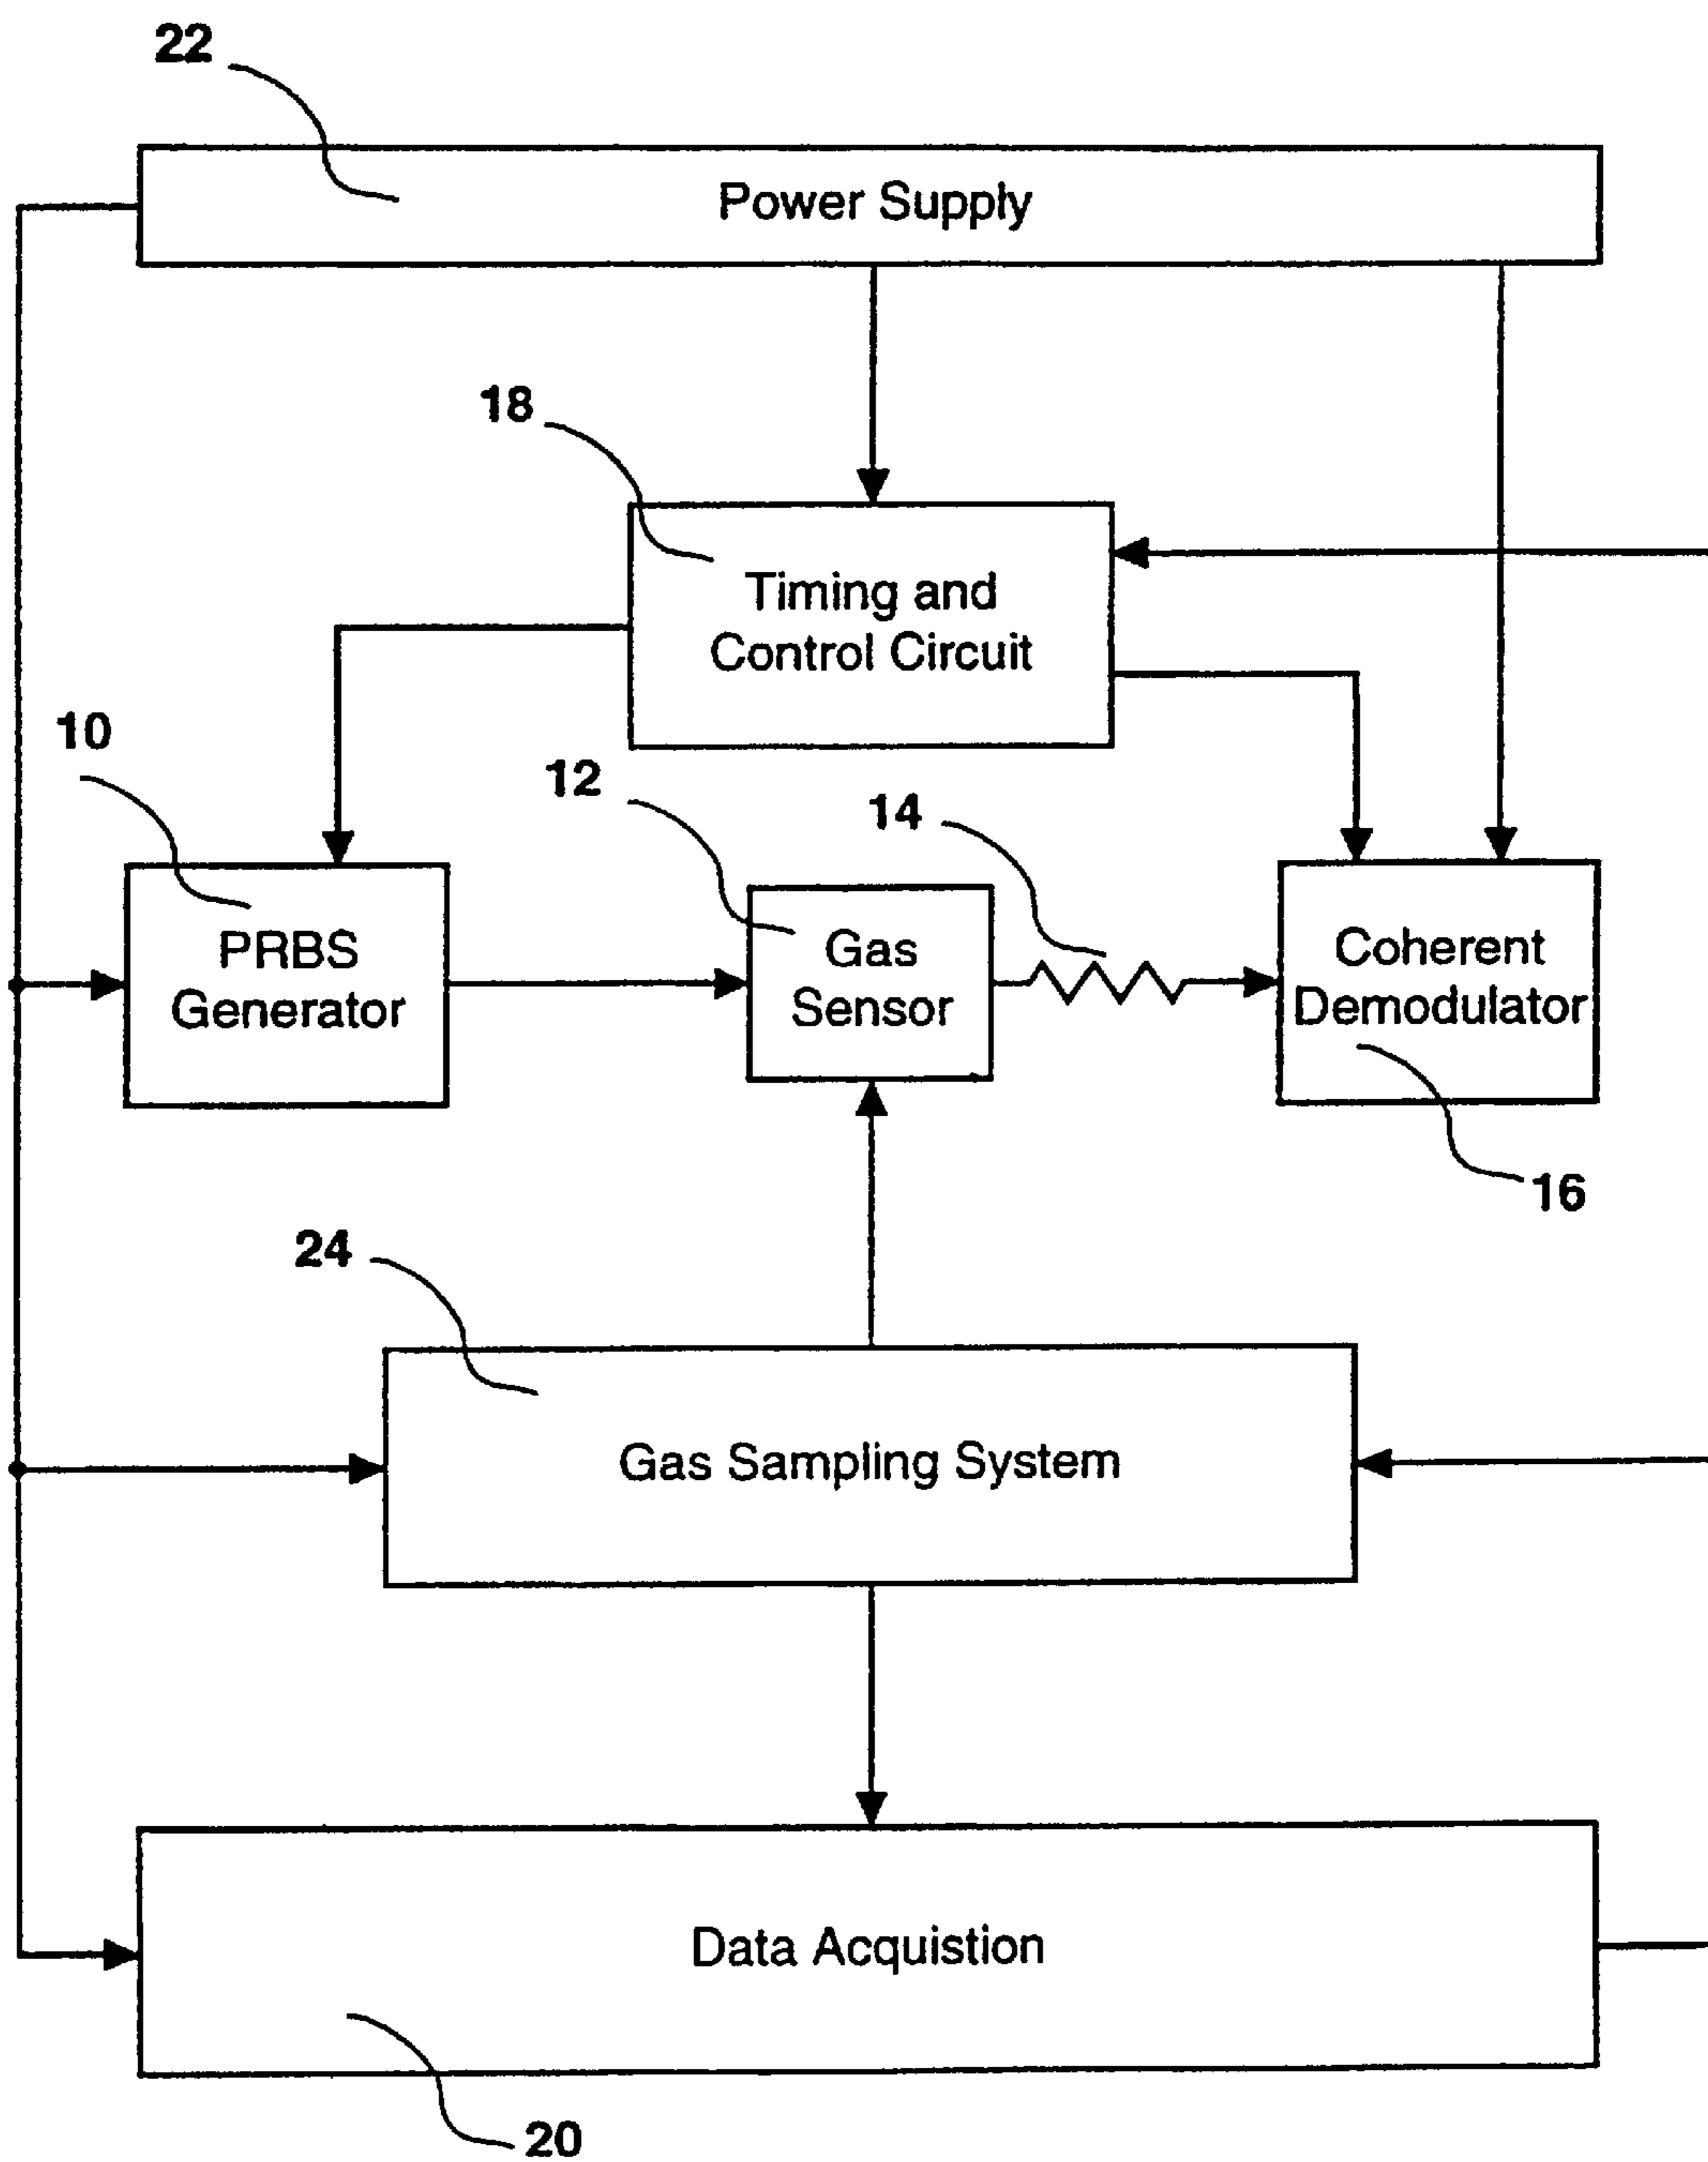 22
Power Supply
18
Timing and
Control Circuit
10
12
14
PRBS
Generator
Gas
Sensor
Coherent
Demodulator
16
24
Gas Sampling System
Data Acquistion
20